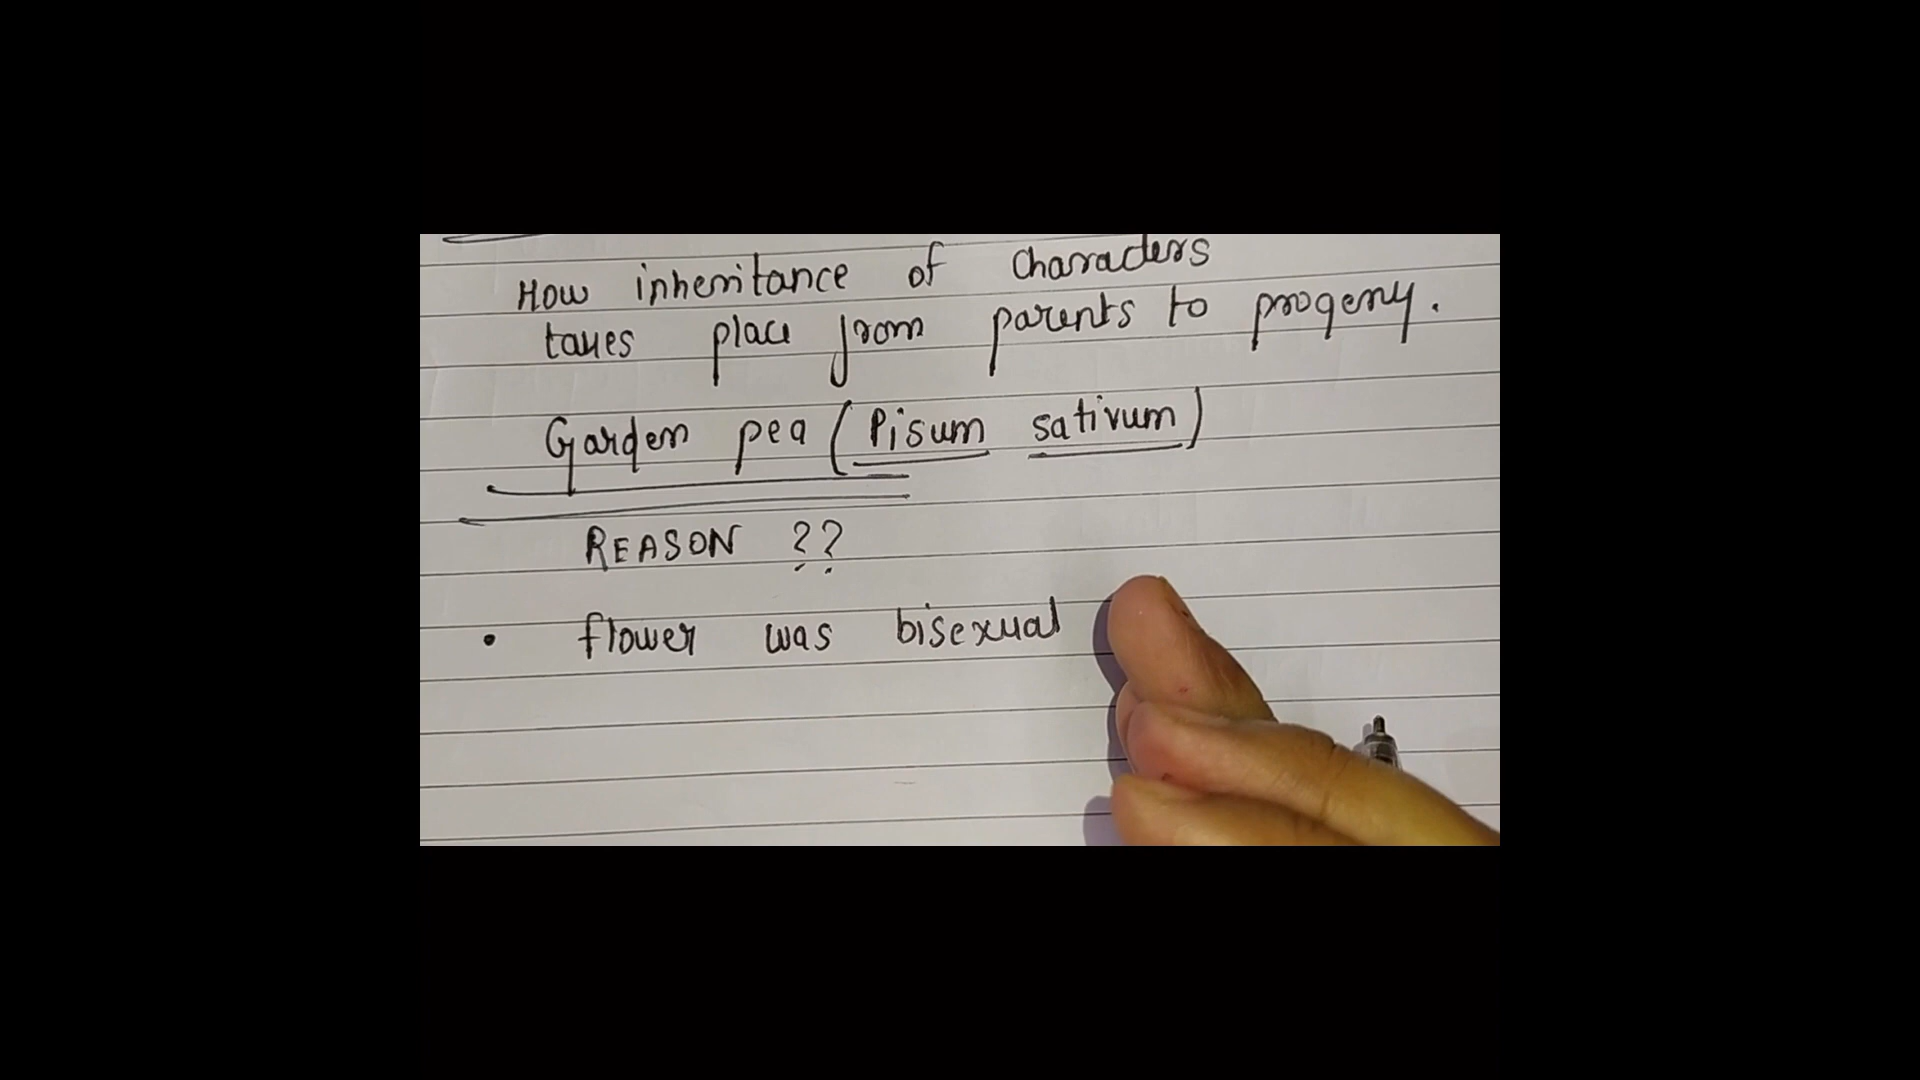 How inheritance of characters
takes place from parents to progeny.
Garden pea (Pisum sativum)
REASON ??
• flower was bisexual